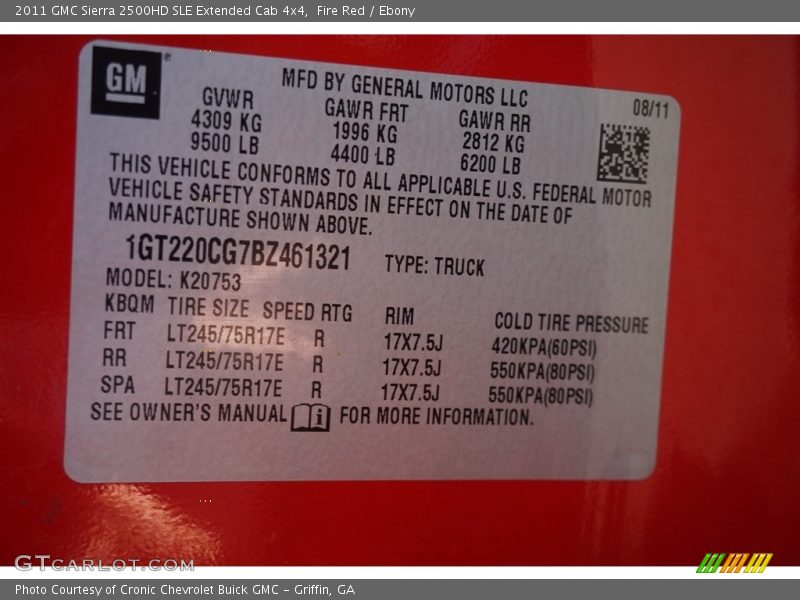 2011 GMC Sierra 2500HD SLE Extended Cab 4x4, Fire Red / Ebony
GM®
MFD BY GENERAL MOTORS LLC
08/11
GVWR GAWR FRT GAWR RR
4309 KG 1996 KG 2812 KG
9500 LB 4400 LB 6200 LB
THIS VEHICLE CONFORMS TO ALL APPLICABLE U.S. FEDERAL MOTOR
VEHICLE SAFETY STANDARDS IN EFFECT ON THE DATE OF
MANUFACTURE SHOWN ABOVE.
1GT220CG7BZ461321 TYPE: TRUCK
MODEL: K20753
KBQM TIRE SIZE SPEED RTG RIM COLD TIRE PRESSURE
FRT LT245/75R17E R 17X7.5J 420KPA(60PSI)
RR LT245/75R17E R 17X7.5J 550KPA(80PSI)
SPA LT245/75R17E R 17X7.5J 550KPA(80PSI)
SEE OWNER'S MANUAL i FOR MORE INFORMATION.
GTCARLOT.COM
Photo Courtesy of Cronic Chevrolet Buick GMC - Griffin, GA